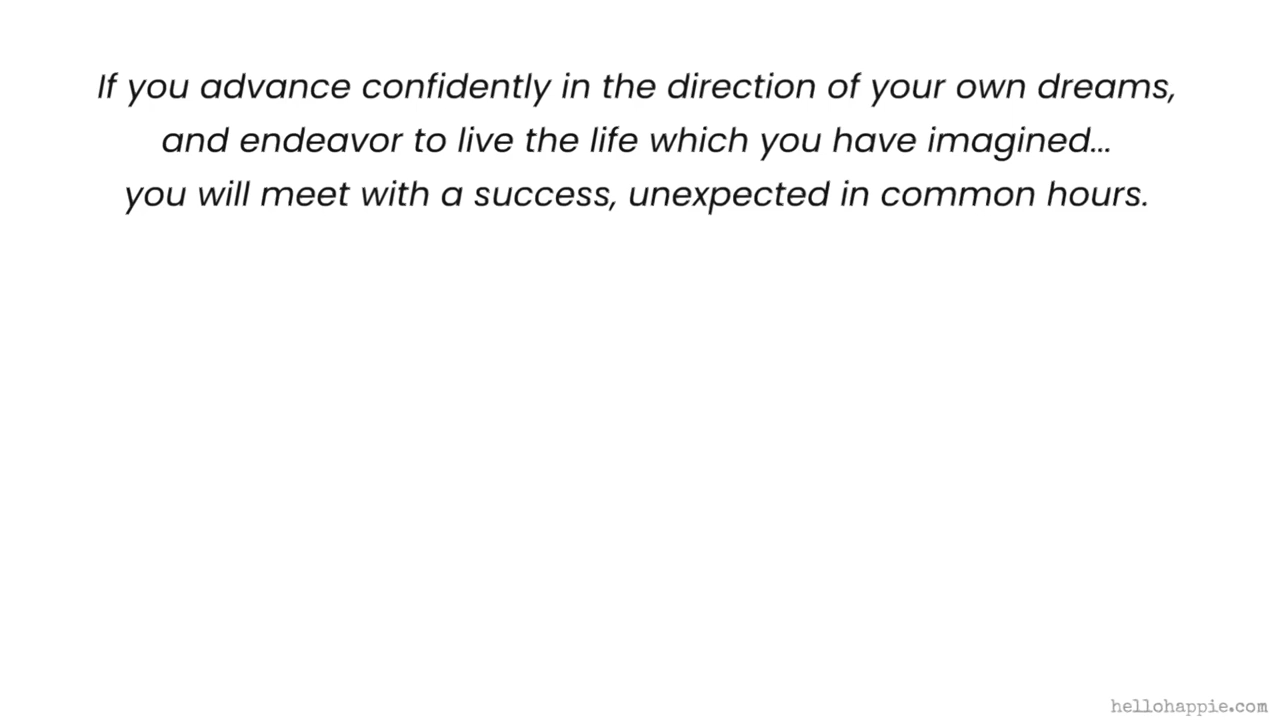 If you advance confidently in the direction of your own dreams,
and endeavor to live the life which you have imagined...
you will meet with a success, unexpected in common hours.
hellohappie.com